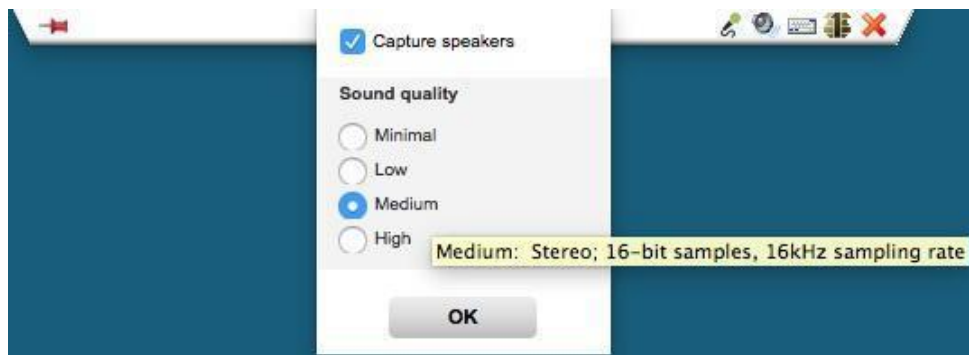 Capture speakers
Sound quality
Minimal
Low
Medium
High
Medium: Stereo; 16-bit samples, 16kHz sampling rate
OK